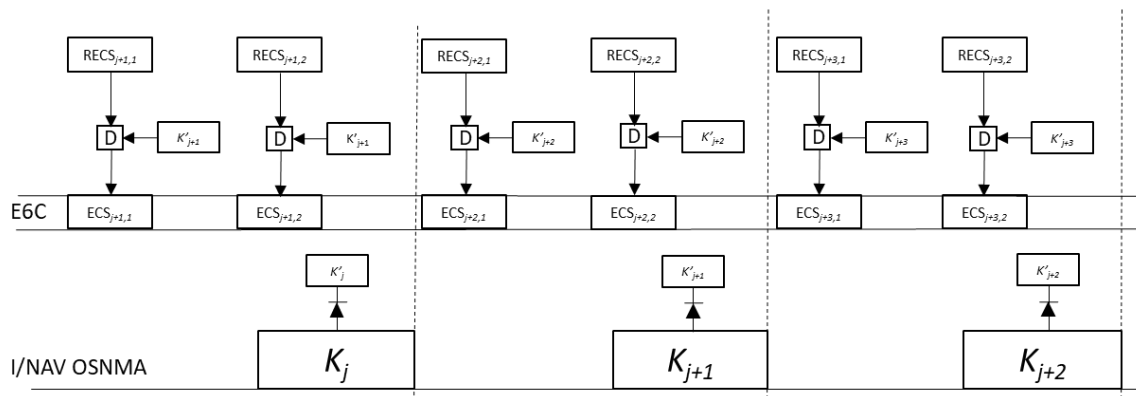 RECSj+1,1 RECSj+1,2 RECSj+2,1 RECSj+2,2 RECSj+3,1 RECSj+3,2
D K'j+1 D K'j+1 D K'j+2 D K'j+2 D K'j+3 D K'j+3
E6C ECSj+1,1 ECSj+1,2 ECSj+2,1 ECSj+2,2 ECSj+3,1 ECSj+3,2
K'j K'j+1 K'j+2
I/NAV OSNMA Kj Kj+1 Kj+2